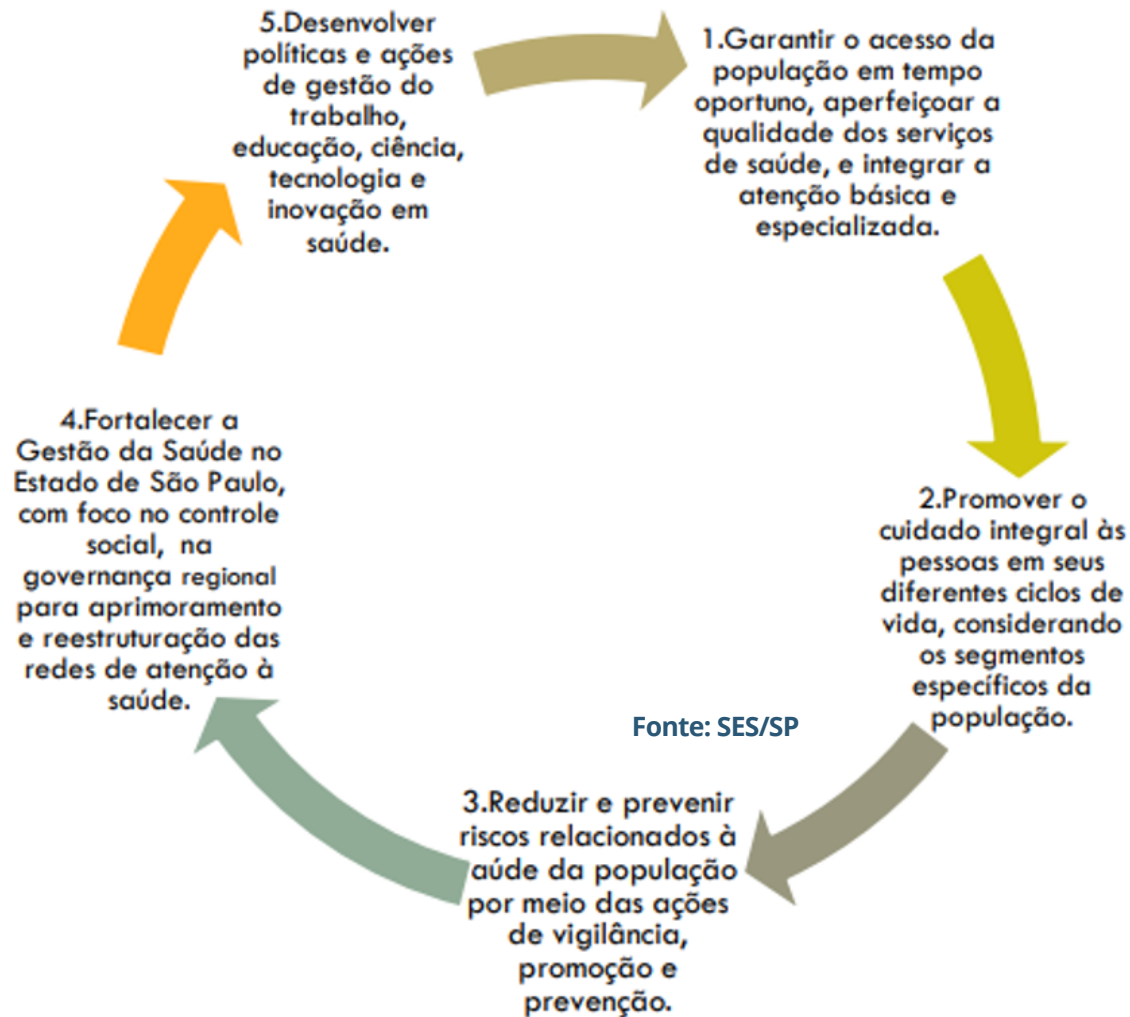 1.Garantir o acesso da
população em tempo
oportuno, aperfeiçoar a
qualidade dos serviços
de saúde, e integrar a
atenção básica e
especializada.
2.Promover o
cuidado integral às
pessoas em seus
diferentes ciclos de
vida, considerando
os segmentos
específicos da
população.
3.Reduzir e prevenir
riscos relacionados à
aúde da população
por meio das ações
de vigilância,
promoção e
prevenção.
4.Fortalecer a
Gestão da Saúde no
Estado de São Paulo,
com foco no controle
social, na
governança regional
para aprimoramento
e reestruturação das
redes de atenção à
saúde.
5.Desenvolver
políticas e ações
de gestão do
trabalho,
educação, ciência,
tecnologia e
inovação em
saúde.
Fonte: SES/SP